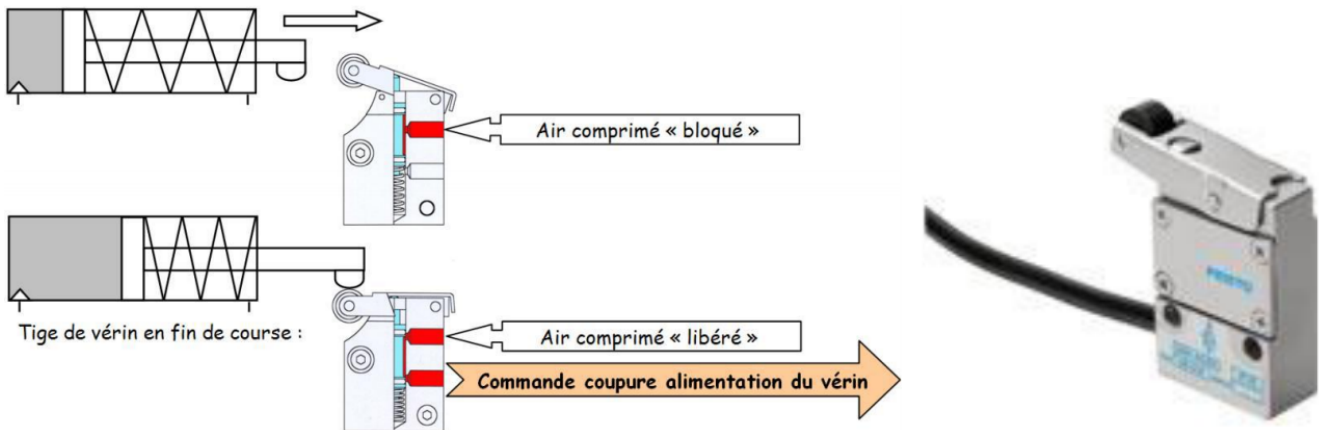 Air comprimé « bloqué »
Tige de vérin en fin de course :
Air comprimé « libéré »
Commande coupure alimentation du vérin
FESTO